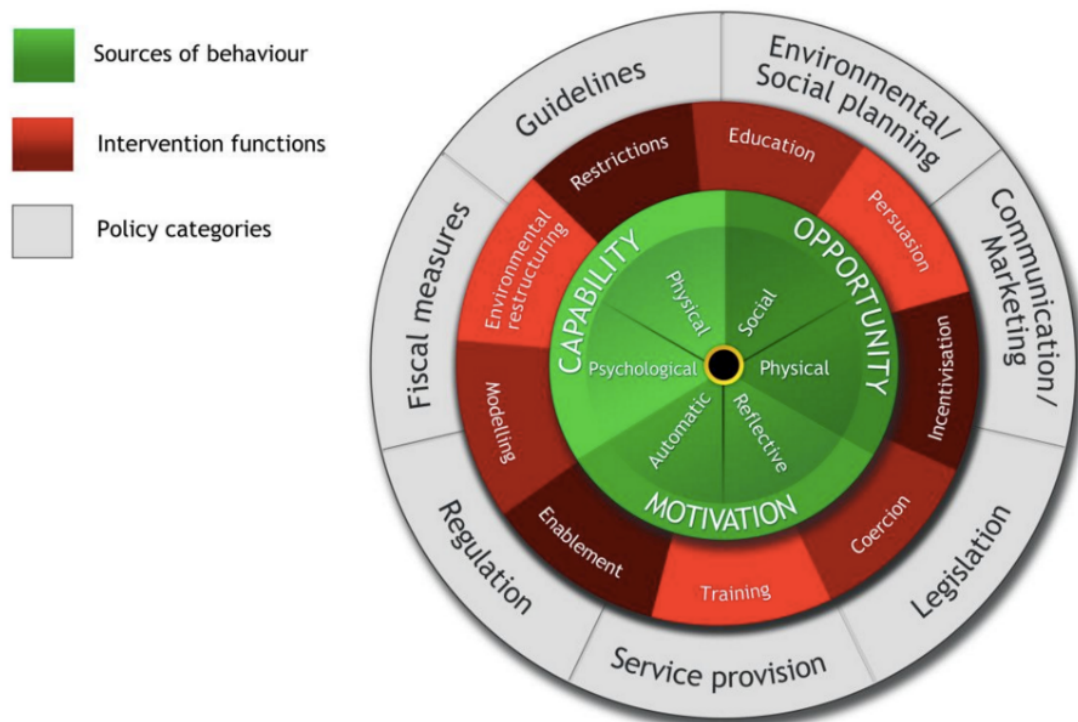 Sources of behaviour
Intervention functions
Policy categories
Guidelines
Environmental/
Social planning
Communication/
Marketing
Legislation
Service provision
Regulation
Fiscal measures
Restrictions
Education
Persuasion
Incentivisation
Coercion
Training
Enablement
Modelling
Environmental
restructuring
CAPABILITY
OPPORTUNITY
MOTIVATION
Physical
Social
Physical
Reflective
Automatic
Psychological